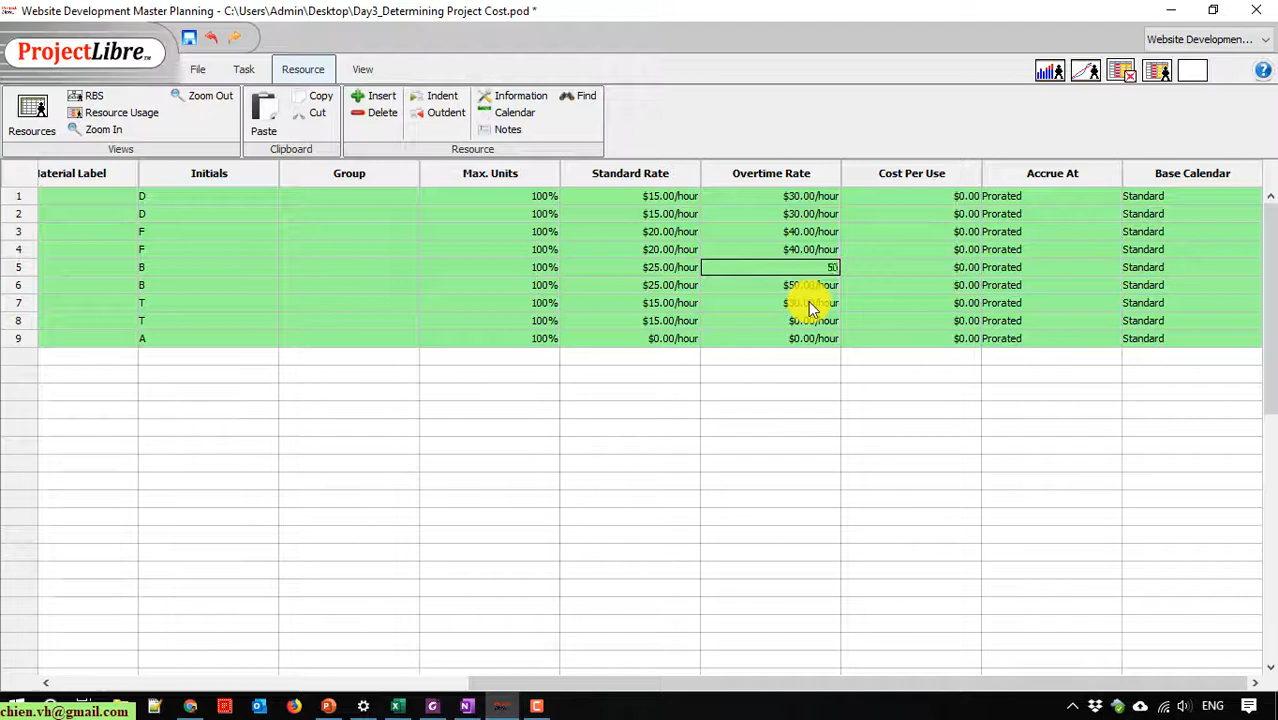 Website Development Master Planning - C:\Users\Admin\Desktop\Day3_Determining Project Cost.pod *
ProjectLibre™
Website Developmen...
File Task Resource View
Resources
RBS
Resource Usage
Zoom In
Zoom Out
Views
Paste
Copy
Cut
Clipboard
Insert
Delete
Indent
Outdent
Information
Calendar
Notes
Find
Resource
aterial Label Initials Group Max. Units Standard Rate Overtime Rate Cost Per Use Accrue At Base Calendar
1 D 100% $15.00/hour $30.00/hour $0.00 Prorated Standard
2 D 100% $15.00/hour $30.00/hour $0.00 Prorated Standard
3 F 100% $20.00/hour $40.00/hour $0.00 Prorated Standard
4 F 100% $20.00/hour $40.00/hour $0.00 Prorated Standard
5 B 100% $25.00/hour 50 $0.00 Prorated Standard
6 B 100% $25.00/hour $50.00/hour $0.00 Prorated Standard
7 T 100% $15.00/hour $30.00/hour $0.00 Prorated Standard
8 T 100% $15.00/hour $0.00/hour $0.00 Prorated Standard
9 A 100% $0.00/hour $0.00/hour $0.00 Prorated Standard
chien.vh@gmail.com
ENG